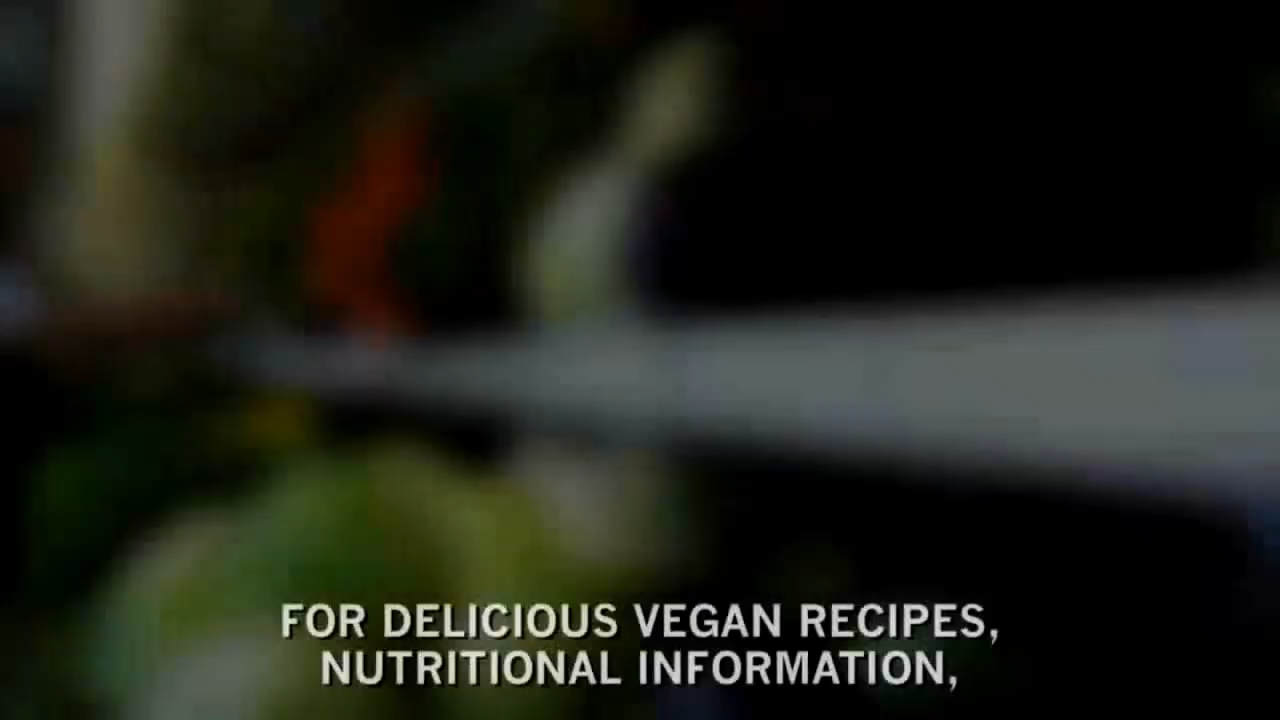 FOR DELICIOUS VEGAN RECIPES,
NUTRITIONAL INFORMATION,